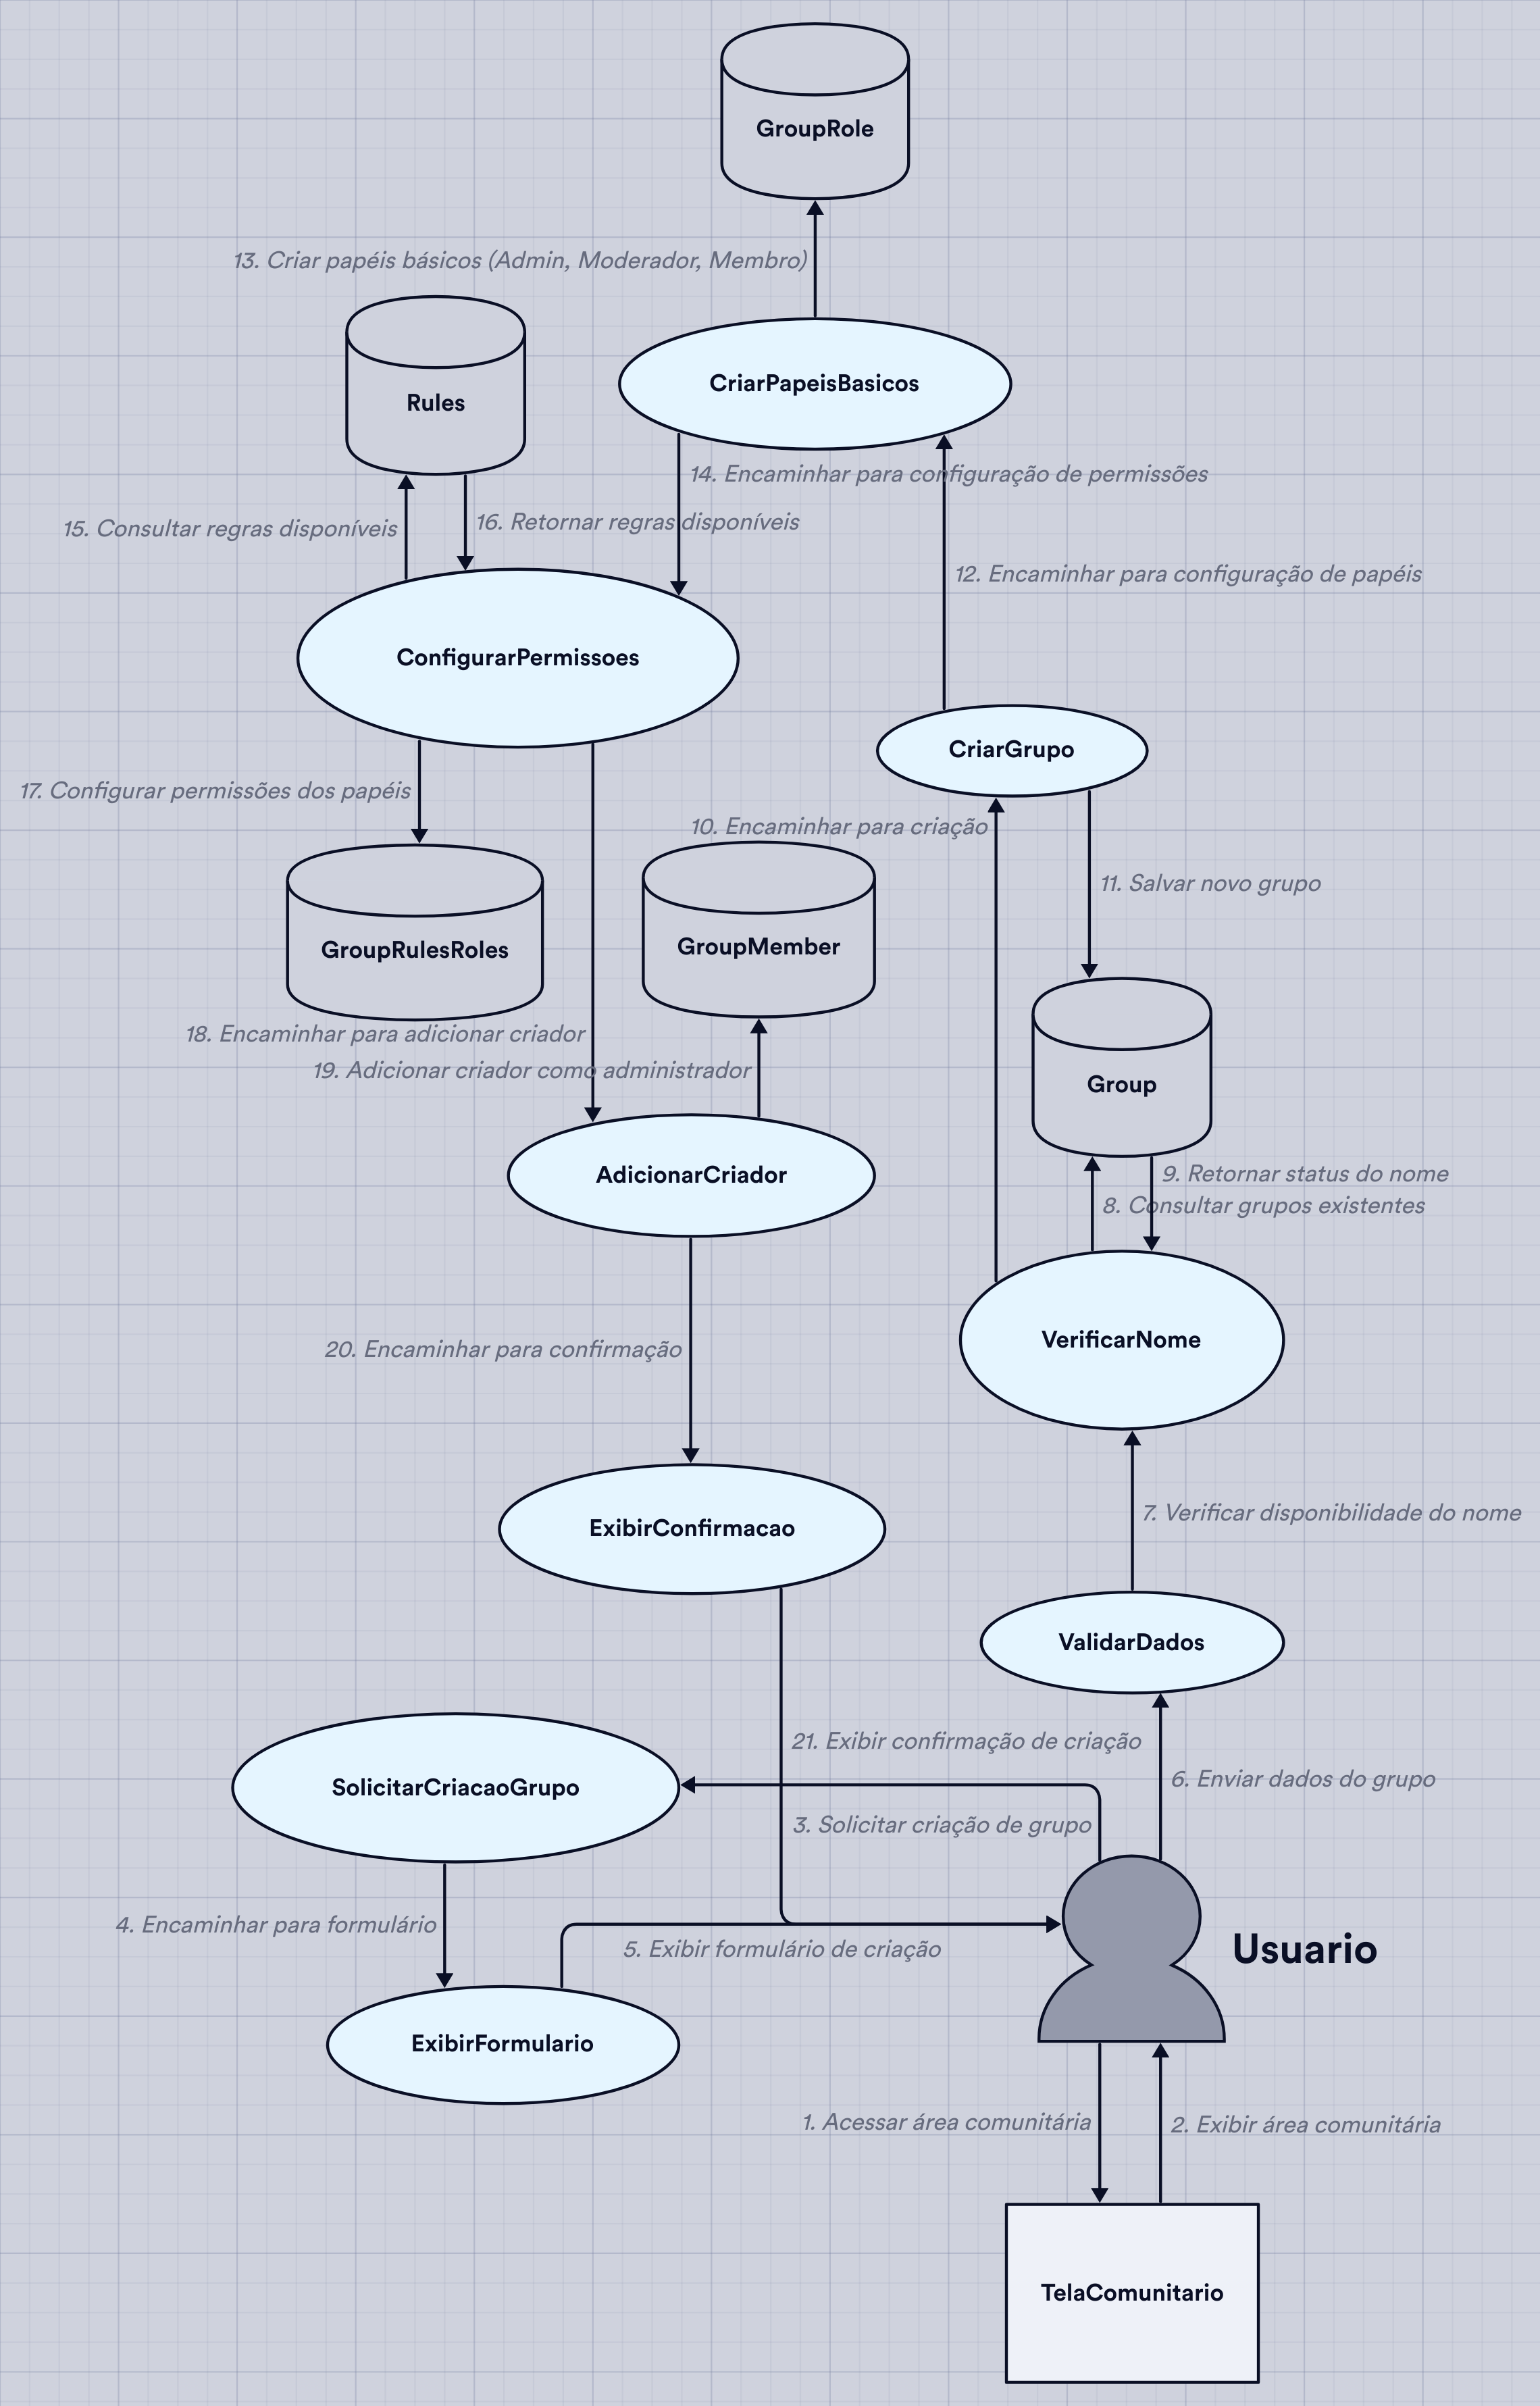 GroupRole
13. Criar papéis básicos (Admin, Moderador, Membro)
CriarPapeisBasicos
Rules
14. Encaminhar para configuração de permissões
15. Consultar regras disponíveis
16. Retornar regras disponíveis
12. Encaminhar para configuração de papéis
ConfigurarPermissoes
CriarGrupo
17. Configurar permissões dos papéis
10. Encaminhar para criação
11. Salvar novo grupo
GroupRulesRoles
GroupMember
18. Encaminhar para adicionar criador
19. Adicionar criador como administrador
Group
AdicionarCriador
9. Retornar status do nome
8. Consultar grupos existentes
VerificarNome
20. Encaminhar para confirmação
ExibirConfirmacao
7. Verificar disponibilidade do nome
ValidarDados
21. Exibir confirmação de criação
6. Enviar dados do grupo
SolicitarCriacaoGrupo
3. Solicitar criação de grupo
4. Encaminhar para formulário
5. Exibir formulário de criação
Usuario
ExibirFormulario
1. Acessar área comunitária
2. Exibir área comunitária
TelaComunitario